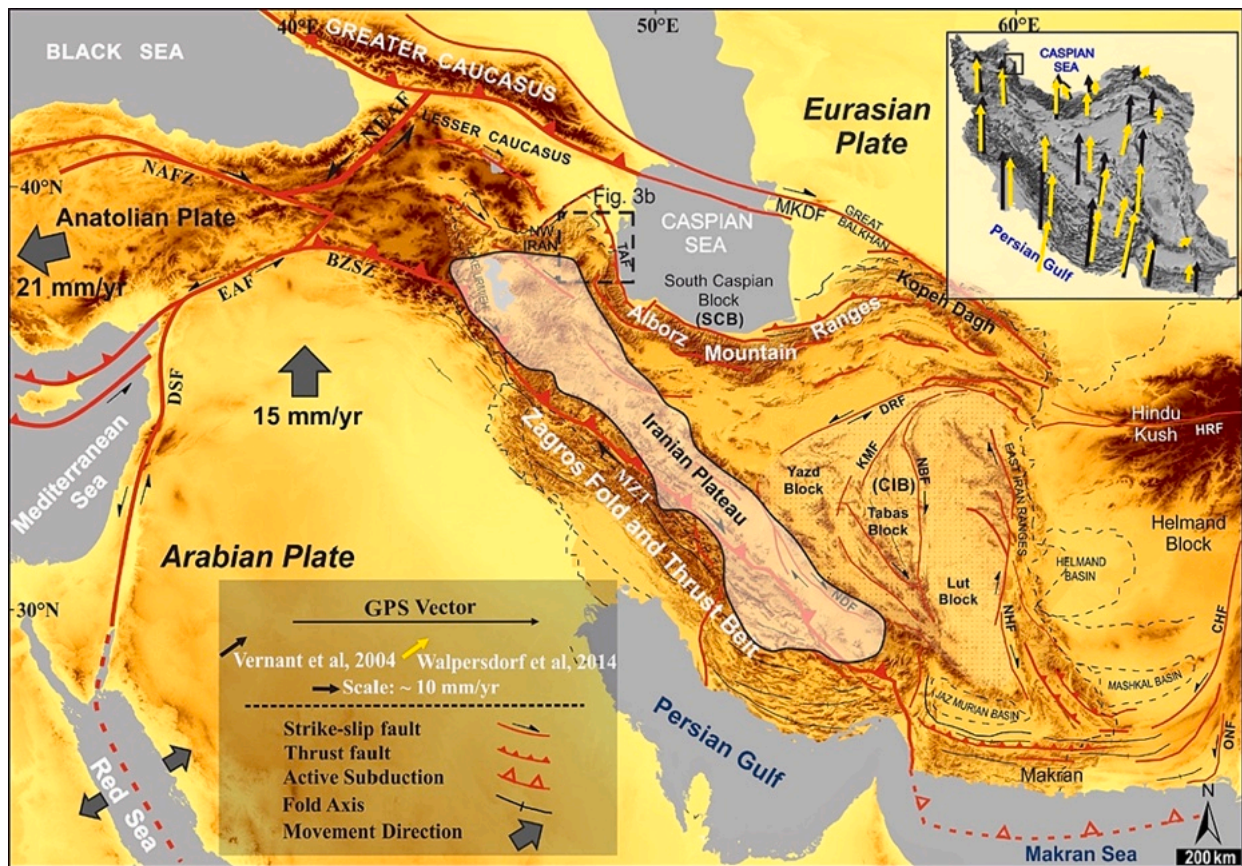 40°E
50°E
60°E
BLACK SEA
GREATER CAUCASUS
CASPIAN
SEA
Eurasian
Plate
NEAF
LESSER CAUCASUS
NAFZ
40°N
Fig. 3b
MKDF
GREAT
BALKHAN
Anatolian Plate
NW
IRAN
CASPIAN
SEA
TAF
BZSZ
21 mm/yr
EAF
South Caspian
Block
(SCB)
Persian Gulf
Kopeh Dagh
Alborz
Mountain
Ranges
15 mm/yr
DSF
Mediterranean
Sea
Hindu
Kush
HRF
DRF
KMF
NBF
Yazd
Block
(CIB)
Tabas
Block
EAST IRAN RANGES
Iranian Plateau
Zagros Fold and Thrust Belt
MZT
Helmand
Block
HELMAND
BASIN
Arabian Plate
Lut
Block
30°N
NDF
NHF
CHF
GPS Vector
Vernant et al, 2004
Walpersdorf et al, 2014
Scale: ~ 10 mm/yr
Strike-slip fault
Thrust fault
Active Subduction
Fold Axis
Movement Direction
MASHKAL BASIN
JAZ MURIAN BASIN
Persian Gulf
ONF
Makran
Red Sea
N
Makran Sea
200 km